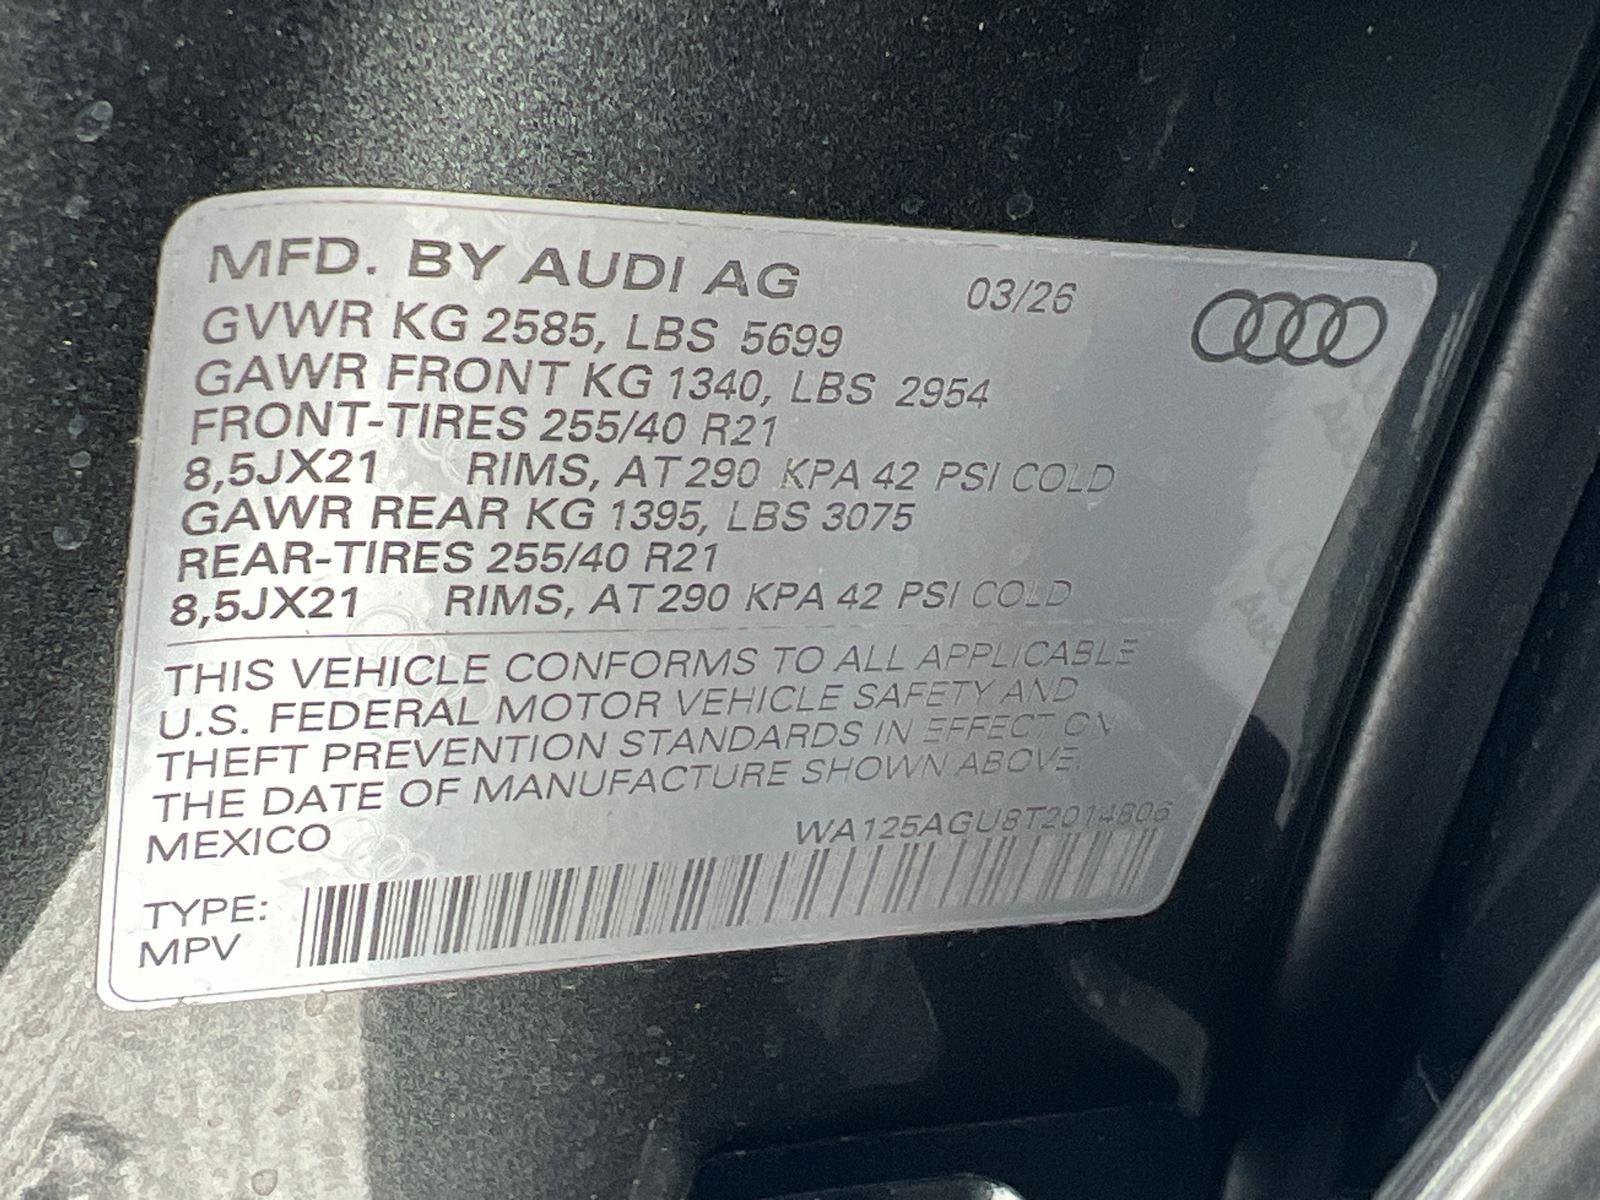 MFD. BY AUDI AG 03/26
GVWR KG 2585, LBS 5699
GAWR FRONT KG 1340, LBS 2954
FRONT-TIRES 255/40 R21
8,5JX21 RIMS, AT 290 KPA 42 PSI COLD
GAWR REAR KG 1395, LBS 3075
REAR-TIRES 255/40 R21
8,5JX21 RIMS, AT 290 KPA 42 PSI COLD
THIS VEHICLE CONFORMS TO ALL APPLICABLE
U.S. FEDERAL MOTOR VEHICLE SAFETY AND
THEFT PREVENTION STANDARDS IN EFFECT ON
THE DATE OF MANUFACTURE SHOWN ABOVE.
MEXICO
WA125AGU8T2014806
TYPE:
MPV